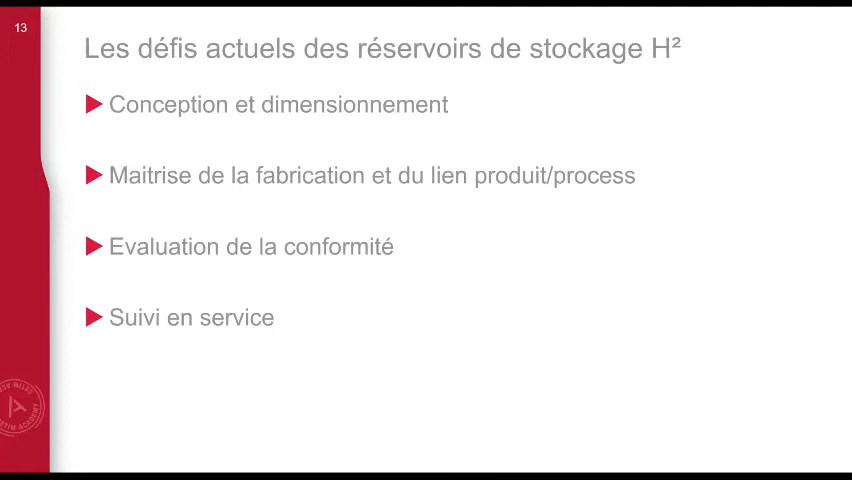 13
Les défis actuels des réservoirs de stockage H²
Conception et dimensionnement
Maitrise de la fabrication et du lien produit/process
Evaluation de la conformité
Suivi en service